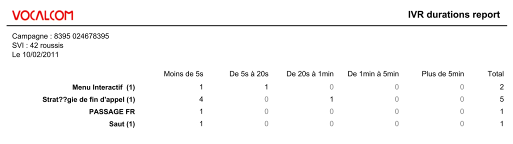 VOCALCOM IVR durations report
Campagne : 8395 024678395
SVI : 42 roussis
Le 10/02/2011
Moins de 5s De 5s à 20s De 20s à 1min De 1min à 5min Plus de 5min Total
Menu Interactif (1) 1 1 0 0 0 2
Strat??gie de fin d'appel (1) 4 0 1 0 0 5
PASSAGE FR 1 0 0 0 0 1
Saut (1) 1 0 0 0 0 1